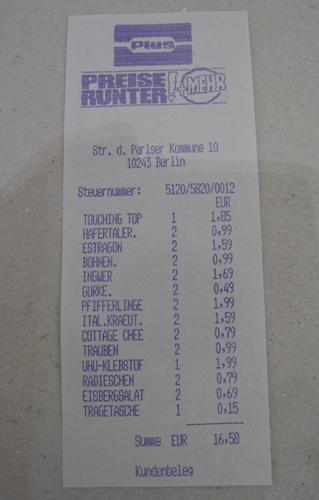 Plus
PREISE
RUNTER! + MEHR
Str. d. Pariser Kommune 10
10243 Berlin
Steuernummer: 5120/5820/0012
EUR
TOUCHING TOP 1 1,85
HAFERTALER. 2 0,99
ESTRAGON 2 1,59
BOHNEN. 2 0,99
INGWER 2 1,69
GURKE. 2 0,49
PFIFFERLINGE 2 1,99
ITAL.KRAEUT. 2 1,59
COTTAGE CHEE 2 0,79
TRAUBEN 2 0,99
UHU-KLEBSTOF 1 1,99
RADIESCHEN 2 0,79
EISBERGSALAT 2 0,69
TRAGETASCHE 1 0,15
Summe EUR 16,58
Kundenbeleg